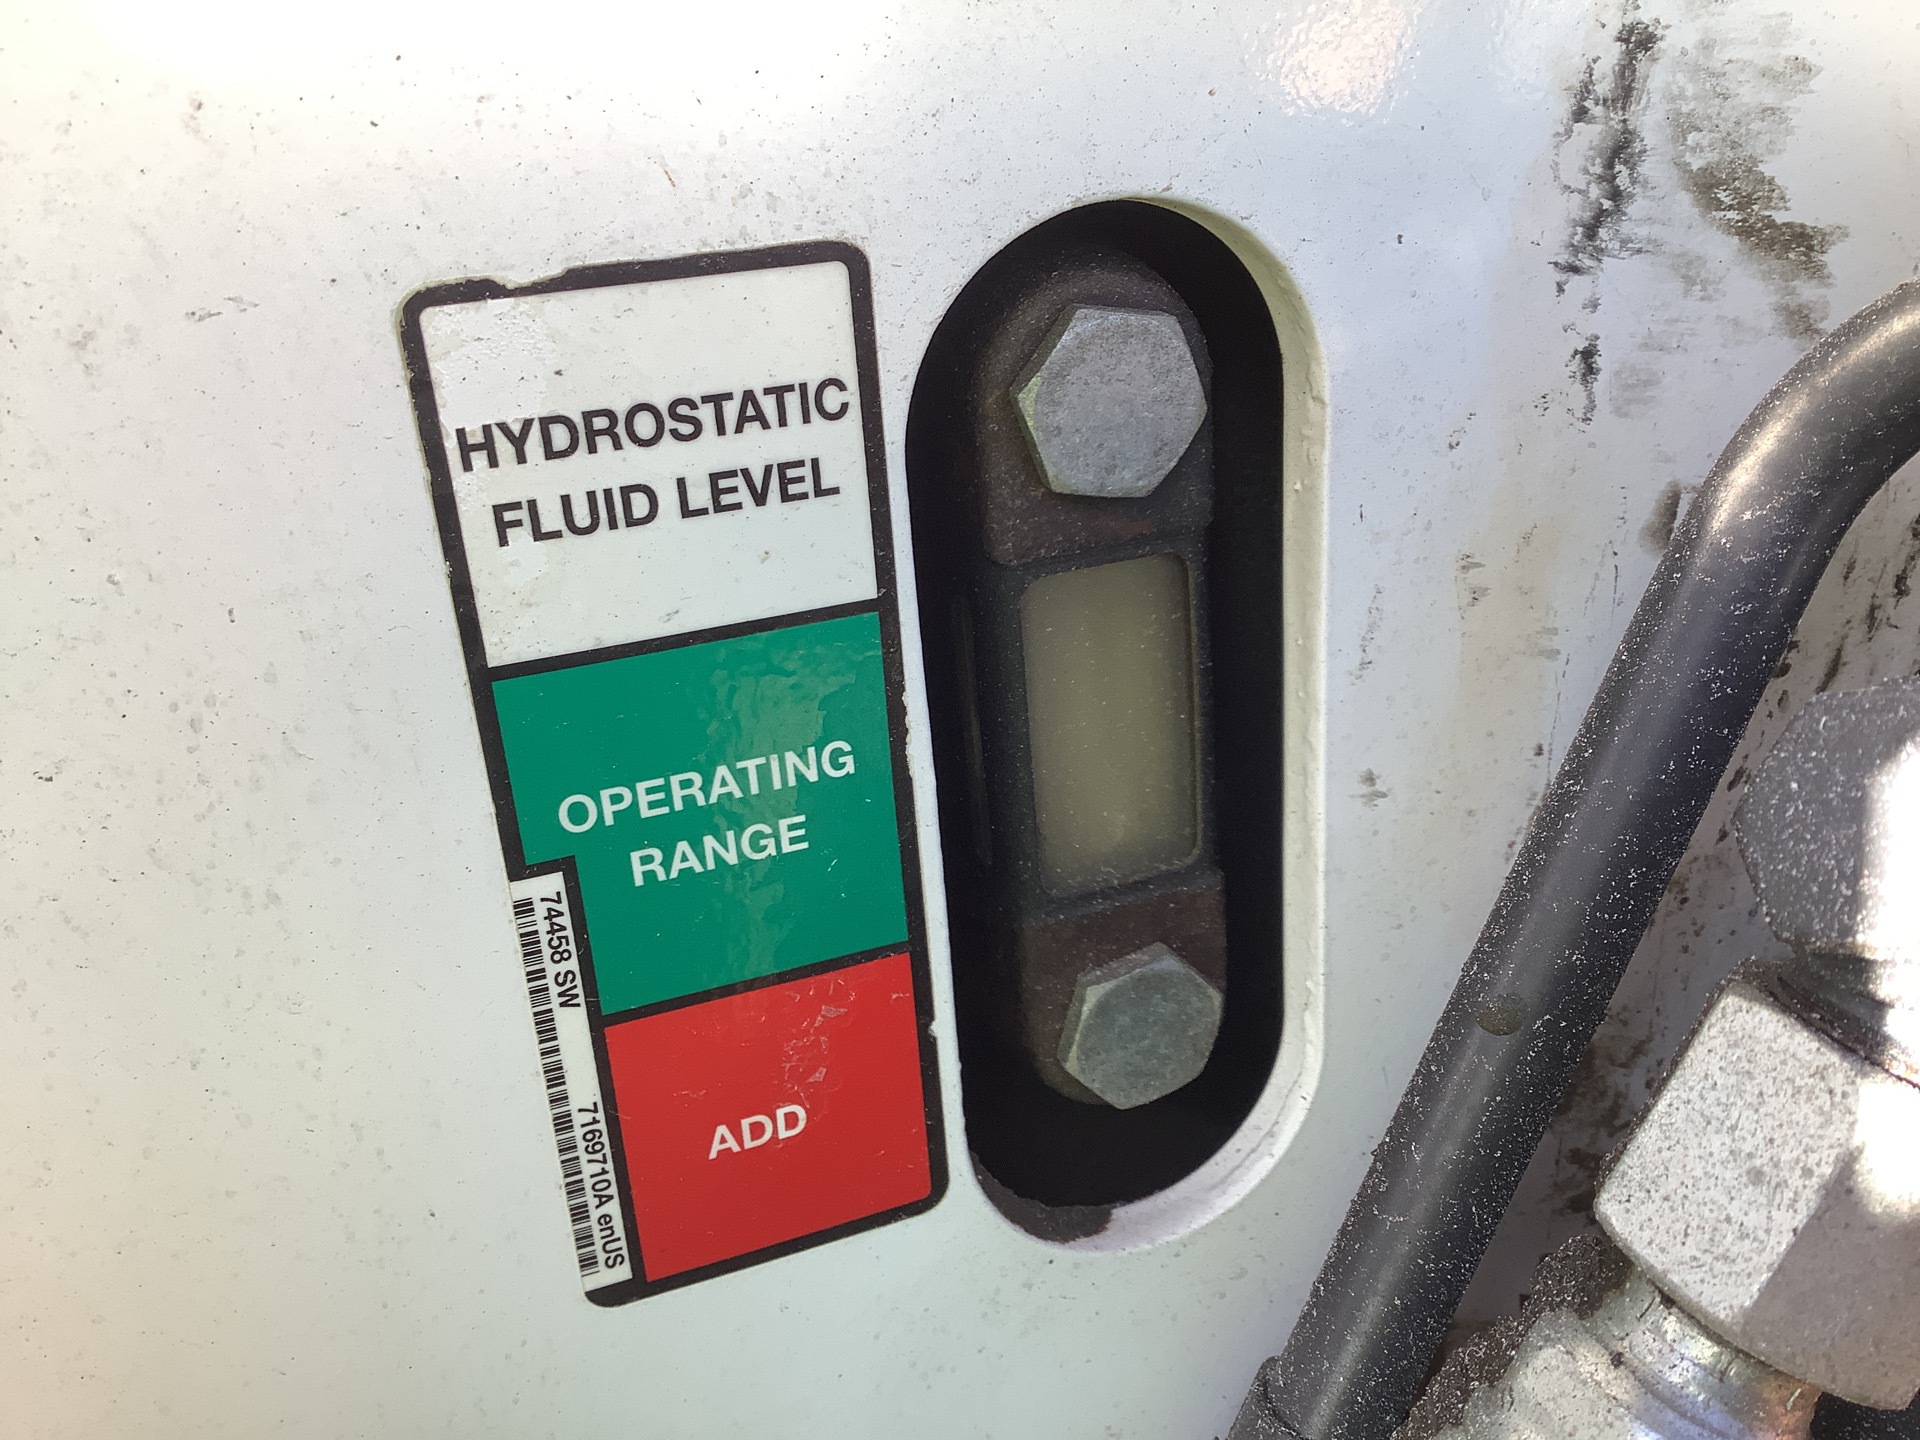 HYDROSTATIC
FLUID LEVEL
OPERATING
RANGE
ADD
74458 SW
7169710A enUS